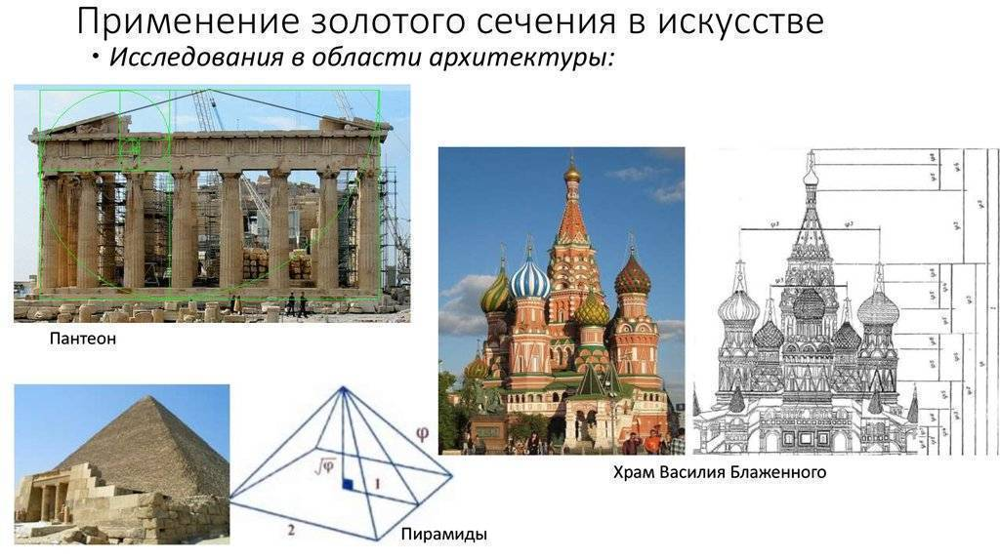 Применение золотого сечения в искусстве
• Исследования в области архитектуры:
Пантеон
Храм Василия Блаженного
φ
√φ
1
2
Пирамиды